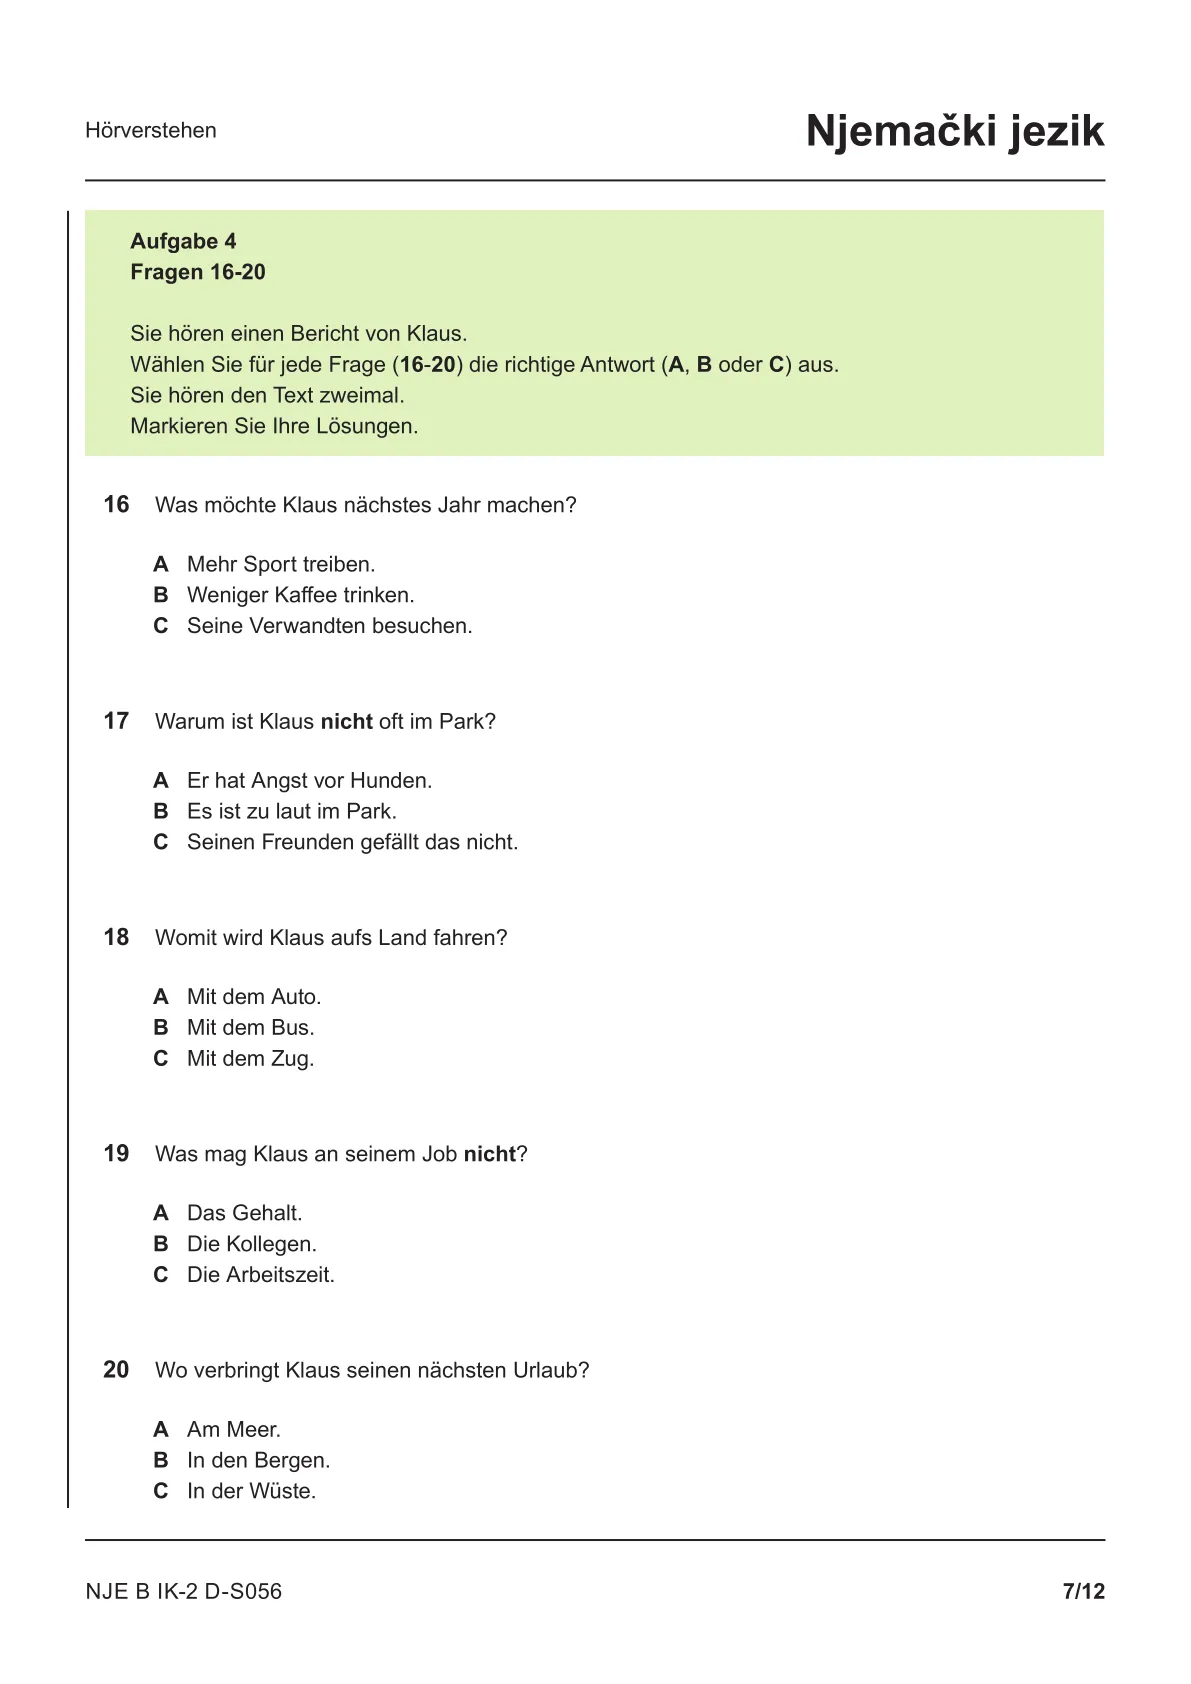 Hörverstehen
Njemački jezik
Aufgabe 4
Fragen 16-20
Sie hören einen Bericht von Klaus.
Wählen Sie für jede Frage (16-20) die richtige Antwort (A, B oder C) aus.
Sie hören den Text zweimal.
Markieren Sie Ihre Lösungen.
16 Was möchte Klaus nächstes Jahr machen?
A Mehr Sport treiben.
B Weniger Kaffee trinken.
C Seine Verwandten besuchen.
17 Warum ist Klaus nicht oft im Park?
A Er hat Angst vor Hunden.
B Es ist zu laut im Park.
C Seinen Freunden gefällt das nicht.
18 Womit wird Klaus aufs Land fahren?
A Mit dem Auto.
B Mit dem Bus.
C Mit dem Zug.
19 Was mag Klaus an seinem Job nicht?
A Das Gehalt.
B Die Kollegen.
C Die Arbeitszeit.
20 Wo verbringt Klaus seinen nächsten Urlaub?
A Am Meer.
B In den Bergen.
C In der Wüste.
NJE B IK-2 D-S056
7/12